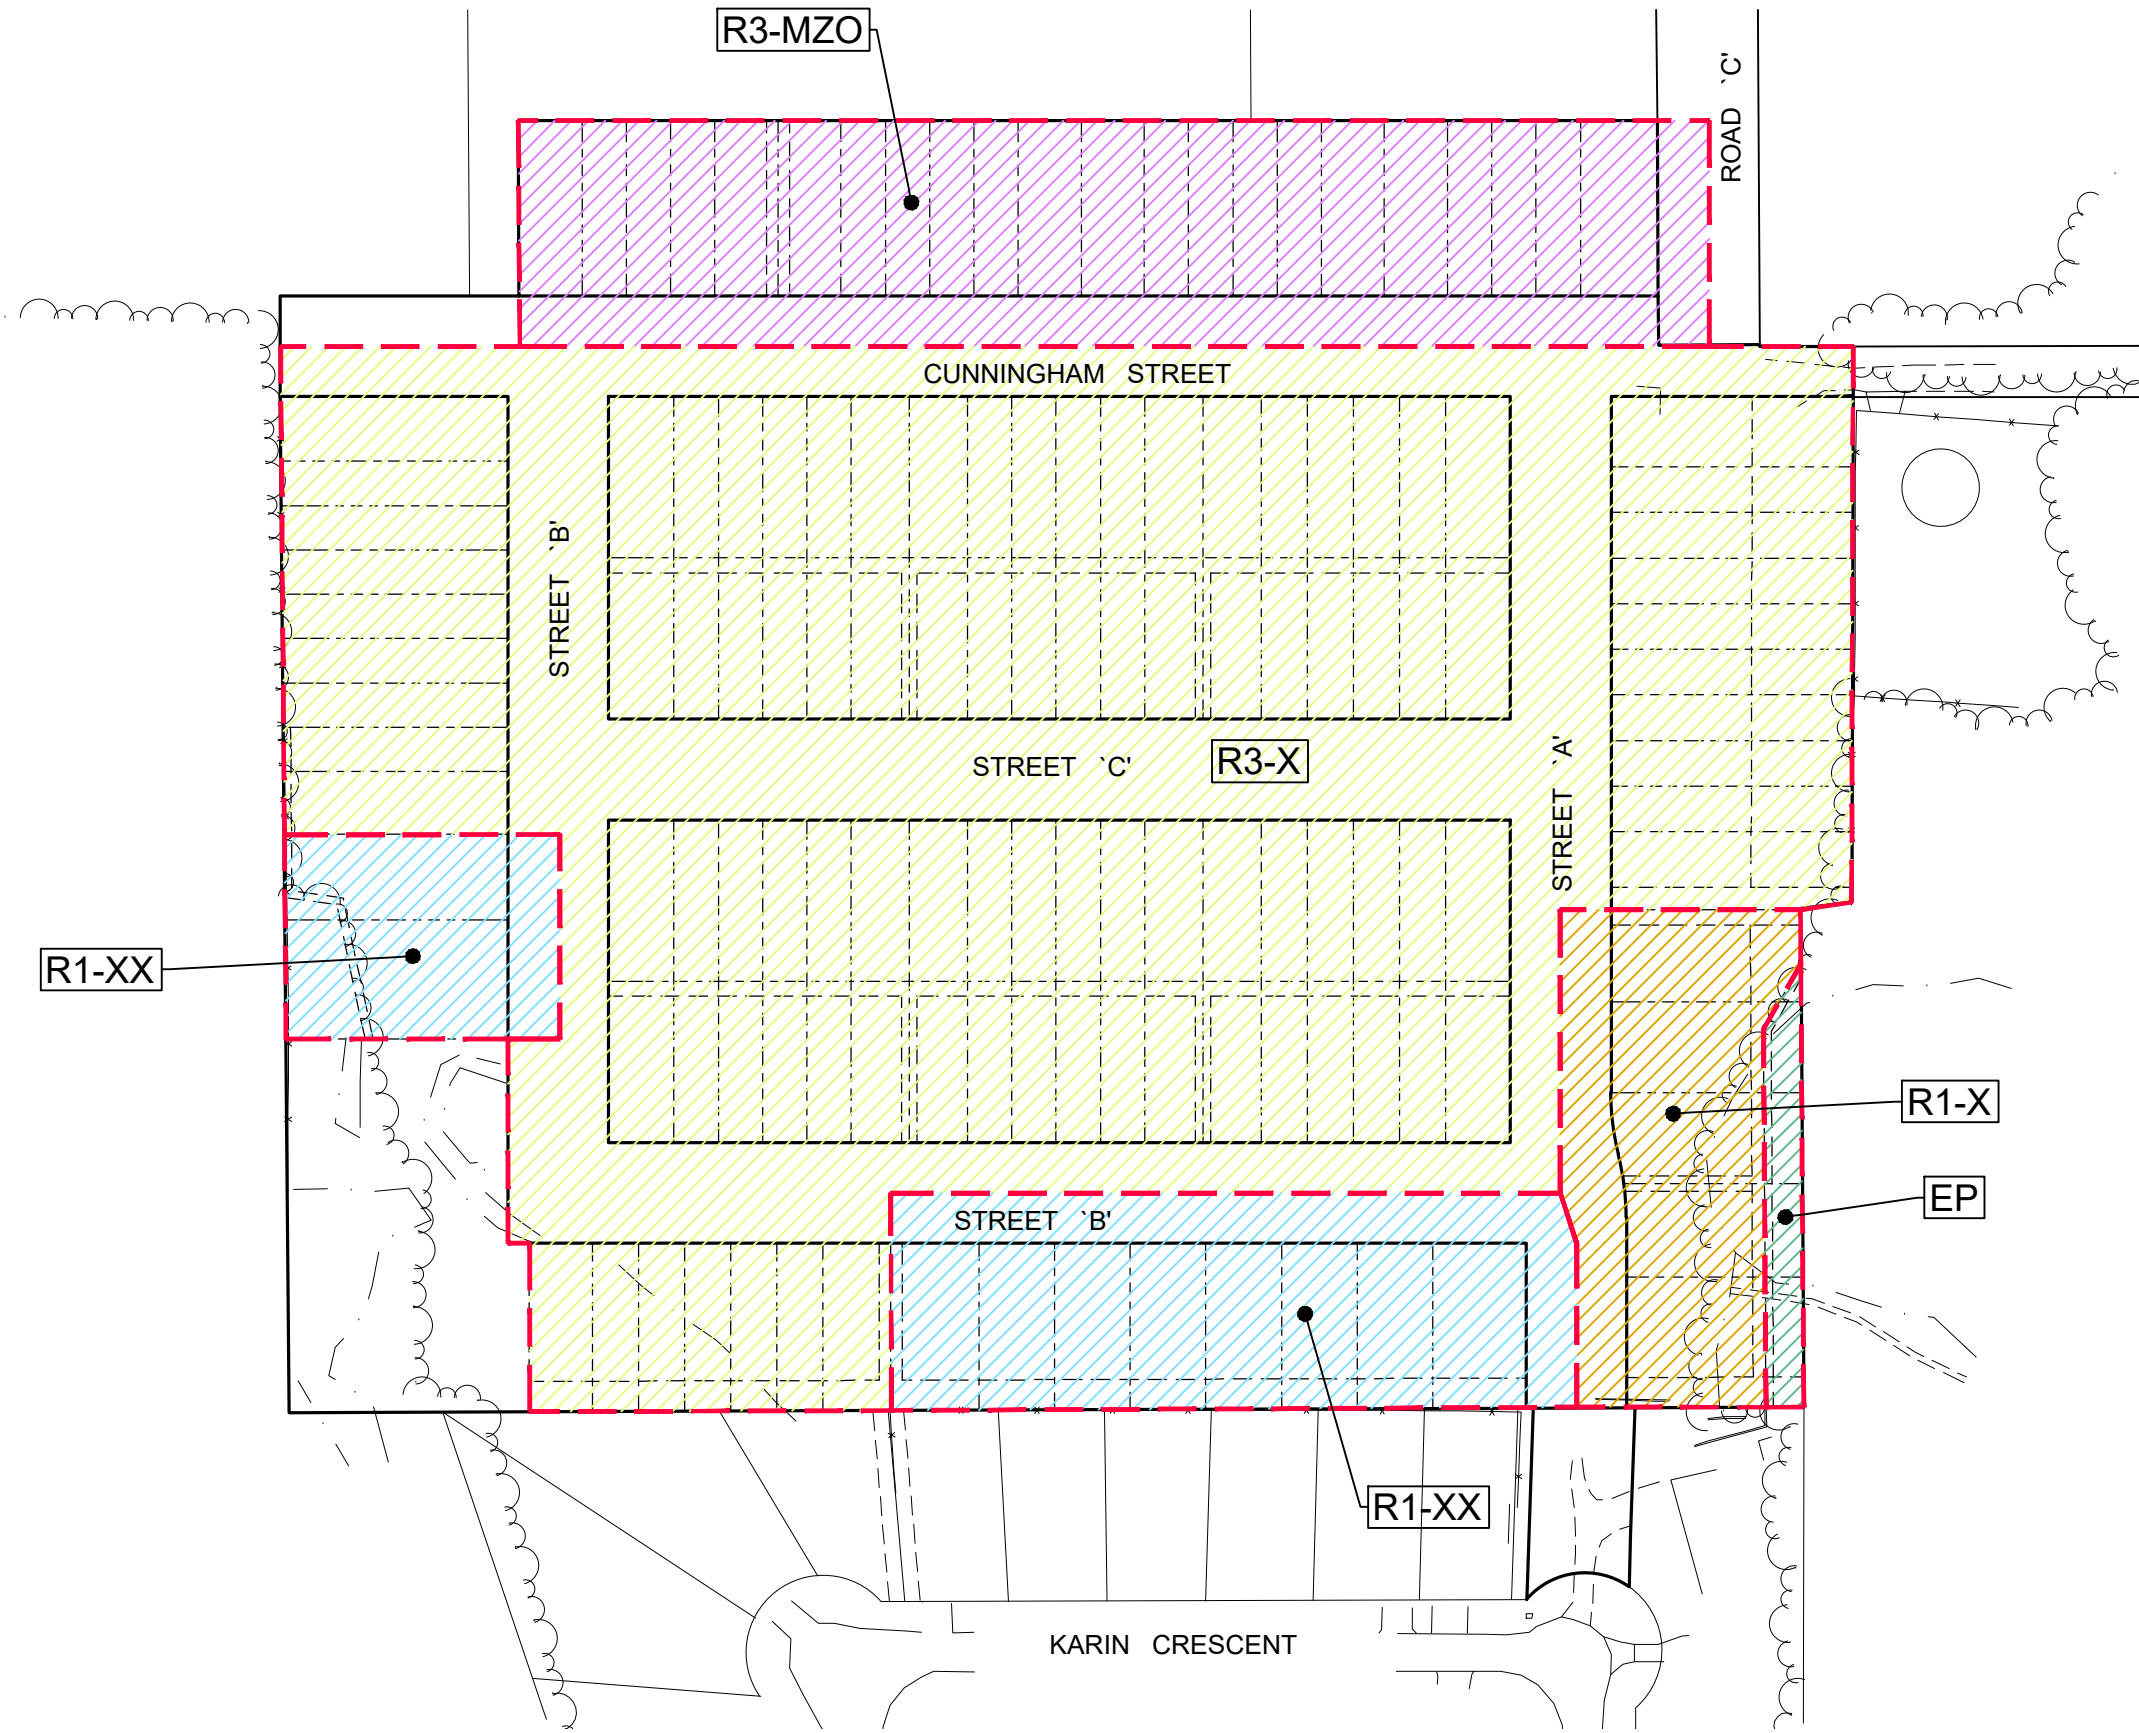 R3-MZO
ROAD `C'
CUNNINGHAM STREET
STREET `B'
STREET `C'
R3-X
STREET `A'
R1-XX
R1-X
EP
STREET `B'
R1-XX
KARIN CRESCENT